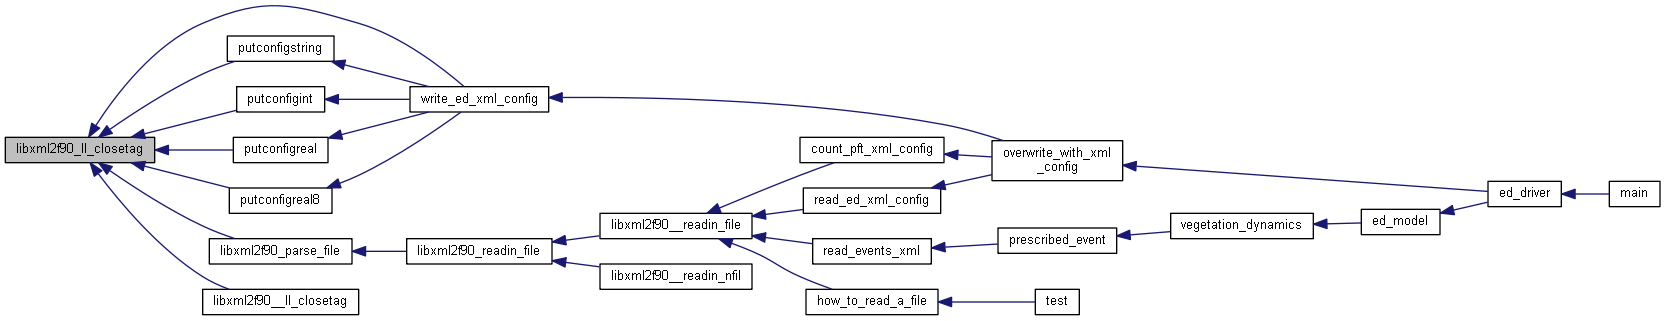 libxml2f90_ll_closetag
putconfigstring
putconfigint
putconfigreal
putconfigreal8
libxml2f90_parse_file
libxml2f90__ll_closetag
write_ed_xml_config
libxml2f90_readin_file
libxml2f90__readin_file
libxml2f90__readin_nfil
count_pft_xml_config
read_ed_xml_config
read_events_xml
how_to_read_a_file
overwrite_with_xml
_config
prescribed_event
test
vegetation_dynamics
ed_model
ed_driver
main